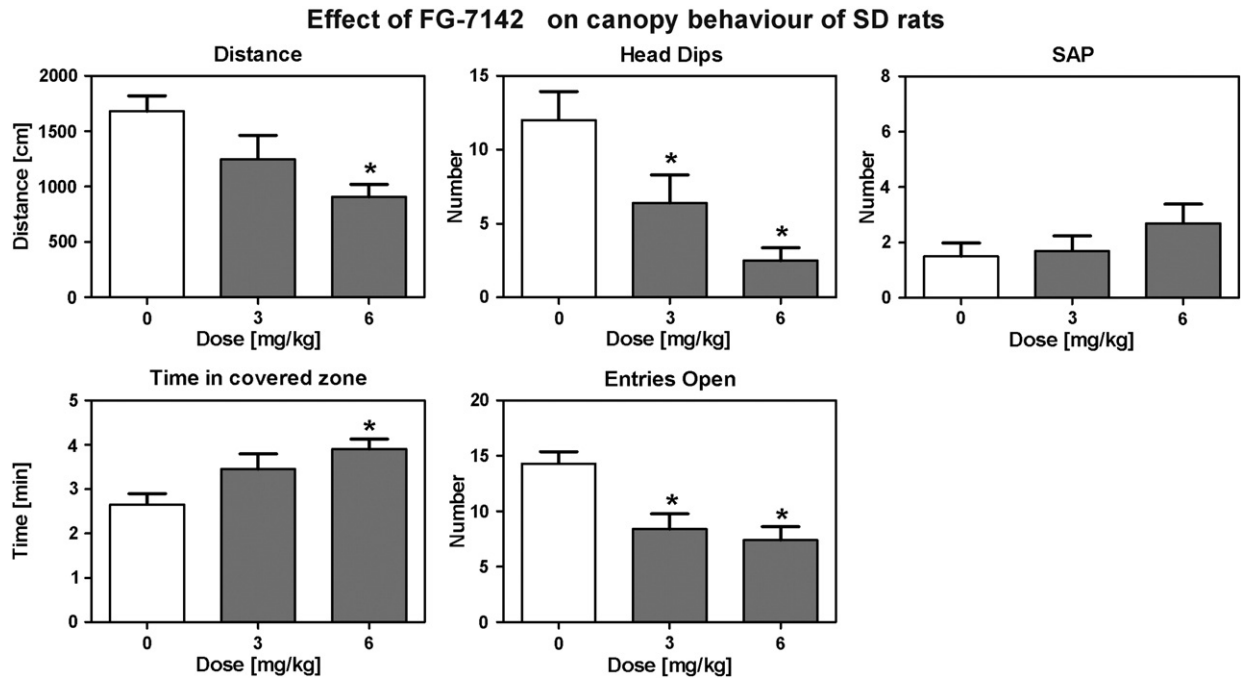 Effect of FG-7142 on canopy behaviour of SD rats
Distance
Distance [cm]
2000
1500
1000
500
0
*
0 3 6
Dose [mg/kg]
Head Dips
Number
15
10
5
0
*
*
0 3 6
Dose [mg/kg]
SAP
Number
8
6
4
2
0
0 3 6
Dose [mg/kg]
Time in covered zone
Time [min]
5
4
3
2
1
0
*
0 3 6
Dose [mg/kg]
Entries Open
Number
20
15
10
5
0
*
*
0 3 6
Dose [mg/kg]